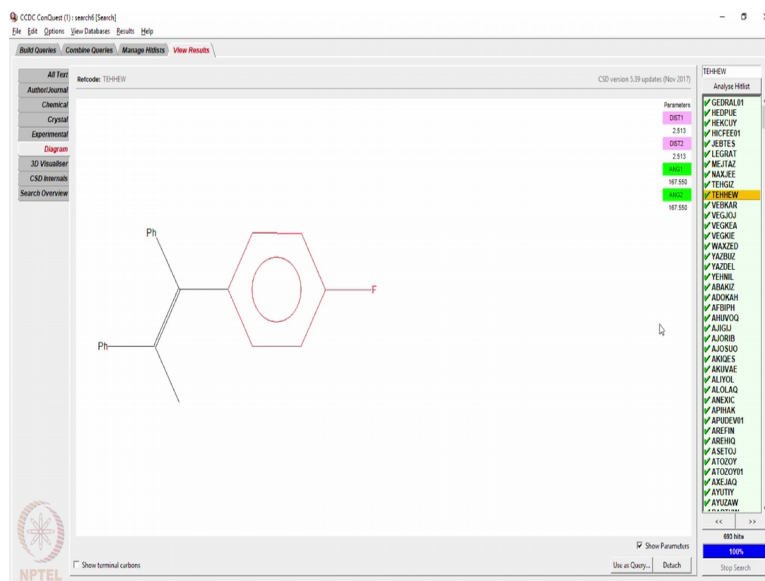 CCDC ConQuest (1) : search6 [Search]
File Edit Options View Databases Results Help
Build Queries Combine Queries Manage Hitlists View Results
All Text
Author/Journal
Chemical
Crystal
Experimental
Diagram
3D Visualiser
CSD Internals
Search Overview
Refcode: TEHHEW
CSD version 5.39 updates (Nov 2017)
Parameters
DIST1
2.513
DIST2
2.513
ANG1
167.550
ANG2
167.550
Ph
F
Ph
Show Parameters
Show terminal carbons
Use as Query... Detach
TEHHEW
Analyse Hitlist
GEDRAL01
HEDPUE
HEKCUY
HICFEE01
JEBTES
LEGRAT
MEJTAZ
NAXJEE
TEHGIZ
TEHHEW
VEBKAR
VEGJOJ
VEGKEA
VEGKIE
WAXZED
YAZBUZ
YAZDEL
YEHNIL
ABAKIZ
ADOKAH
AFBIPH
AHUVOQ
AJIGIJ
AJORIB
AJOSUO
AKIQES
AKUVAE
ALIYOL
ALOLAQ
ANEXIC
APIHAK
APUDEV01
AREFIN
AREHIQ
ASETOJ
ATOZOY
ATOZOY01
AXEJAQ
AYUTIY
AYUZAW
<< >>
693 hits
100%
Stop Search
NPTEL